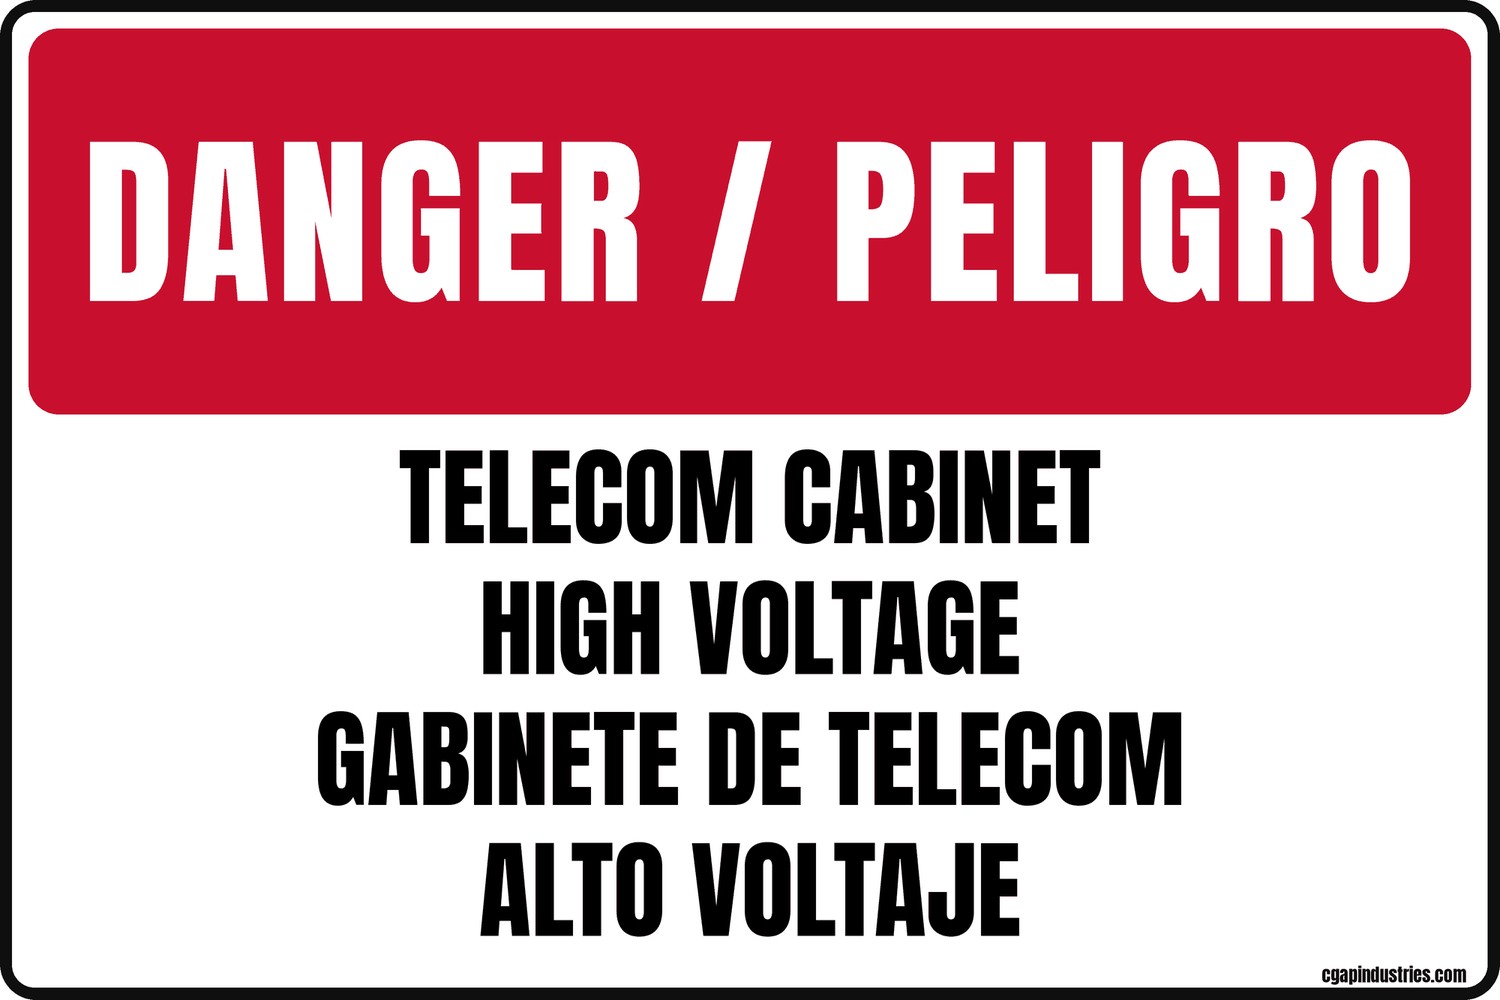 DANGER / PELIGRO
TELECOM CABINET
HIGH VOLTAGE
GABINETE DE TELECOM
ALTO VOLTAJE
cgapindustries.com